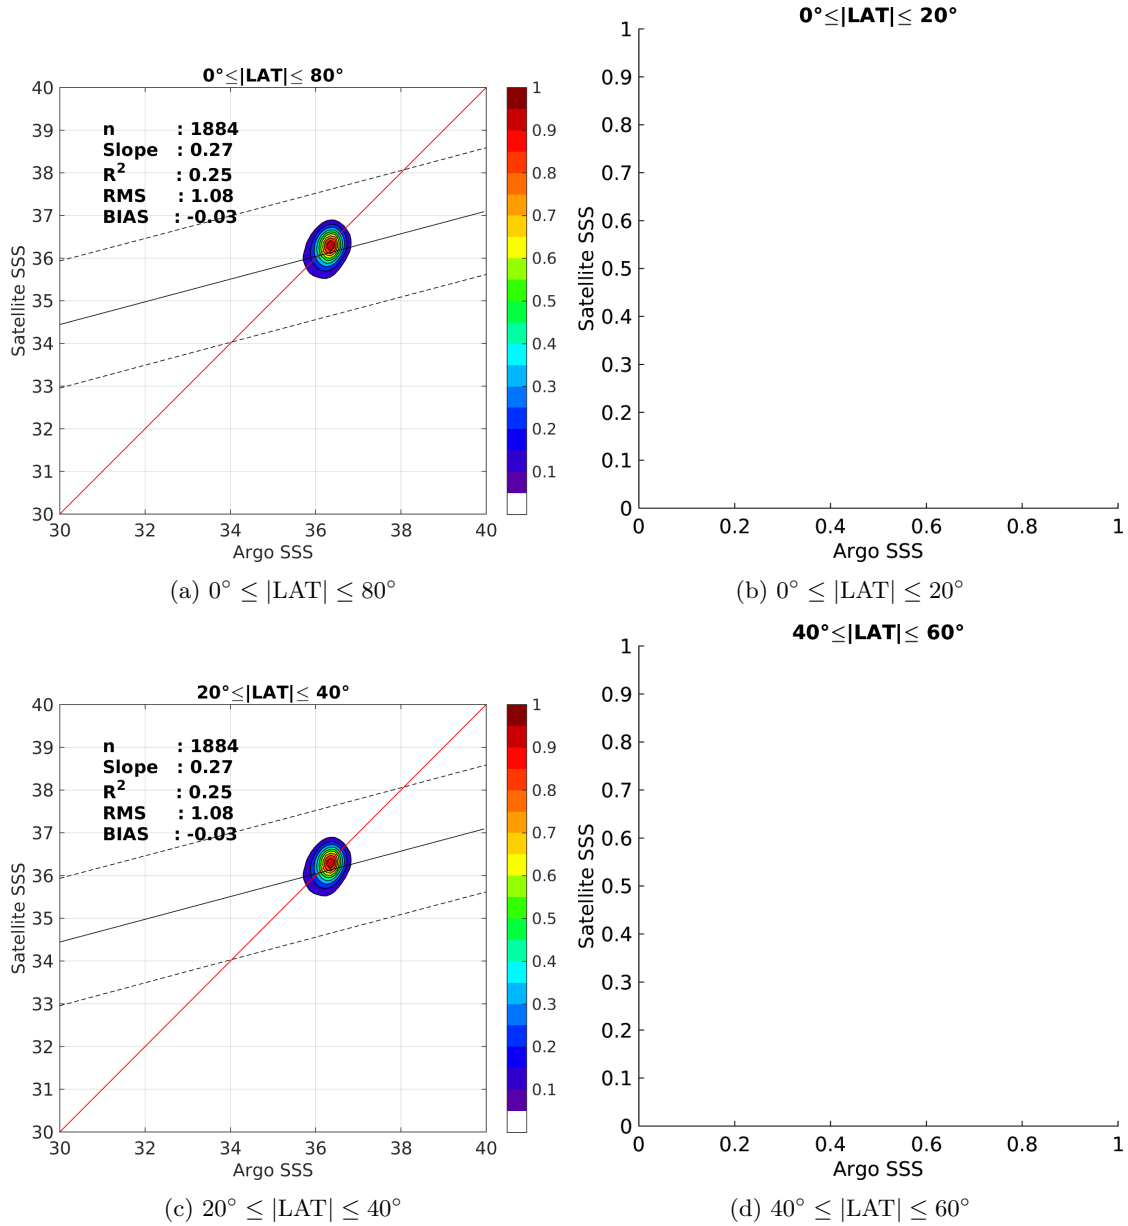 0°≤|LAT|≤ 80°
40
39
38
37
36
35
34
33
32
31
30
Satellite SSS
n : 1884
Slope : 0.27
R² : 0.25
RMS : 1.08
BIAS : -0.03
30 32 34 36 38 40
Argo SSS
1
0.9
0.8
0.7
0.6
0.5
0.4
0.3
0.2
0.1
(a) 0° ≤ |LAT| ≤ 80°
0°≤|LAT|≤ 20°
1
0.9
0.8
0.7
0.6
0.5
0.4
0.3
0.2
0.1
0
Satellite SSS
0 0.2 0.4 0.6 0.8 1
Argo SSS
(b) 0° ≤ |LAT| ≤ 20°
20°≤|LAT|≤ 40°
40
39
38
37
36
35
34
33
32
31
30
Satellite SSS
n : 1884
Slope : 0.27
R² : 0.25
RMS : 1.08
BIAS : -0.03
30 32 34 36 38 40
Argo SSS
1
0.9
0.8
0.7
0.6
0.5
0.4
0.3
0.2
0.1
(c) 20° ≤ |LAT| ≤ 40°
40°≤|LAT|≤ 60°
1
0.9
0.8
0.7
0.6
0.5
0.4
0.3
0.2
0.1
0
Satellite SSS
0 0.2 0.4 0.6 0.8 1
Argo SSS
(d) 40° ≤ |LAT| ≤ 60°